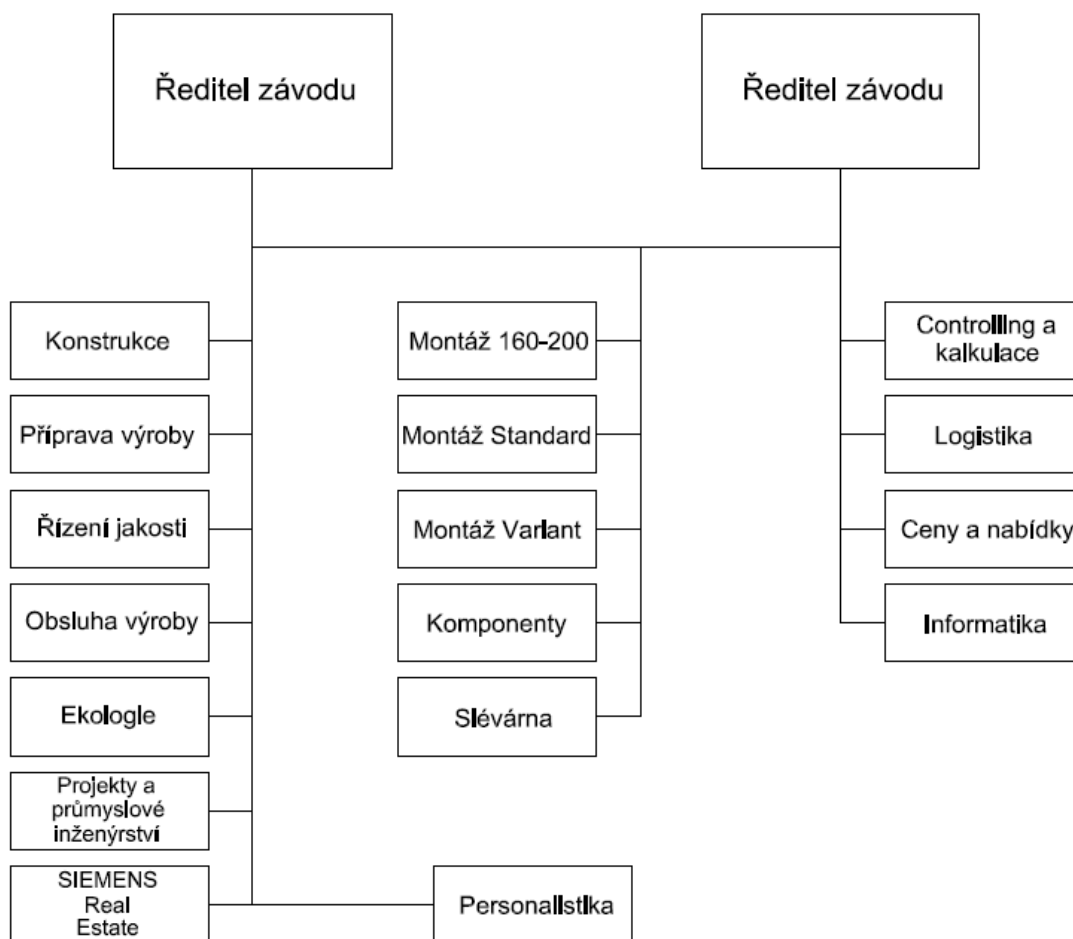 Ředitel závodu
Ředitel závodu
Konstrukce
Příprava výroby
Řízení jakosti
Obsluha výroby
Ekologie
Projekty a
průmyslové
inženýrství
SIEMENS
Real
Estate
Montáž 160-200
Montáž Standard
Montáž Variant
Komponenty
Slévárna
Personalistika
Controlling a
kalkulace
Logistika
Ceny a nabídky
Informatika